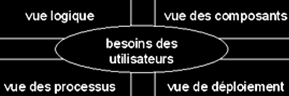 vue logique
vue des composants
besoins des
utilisateurs
vue des processus
vue de déploiement